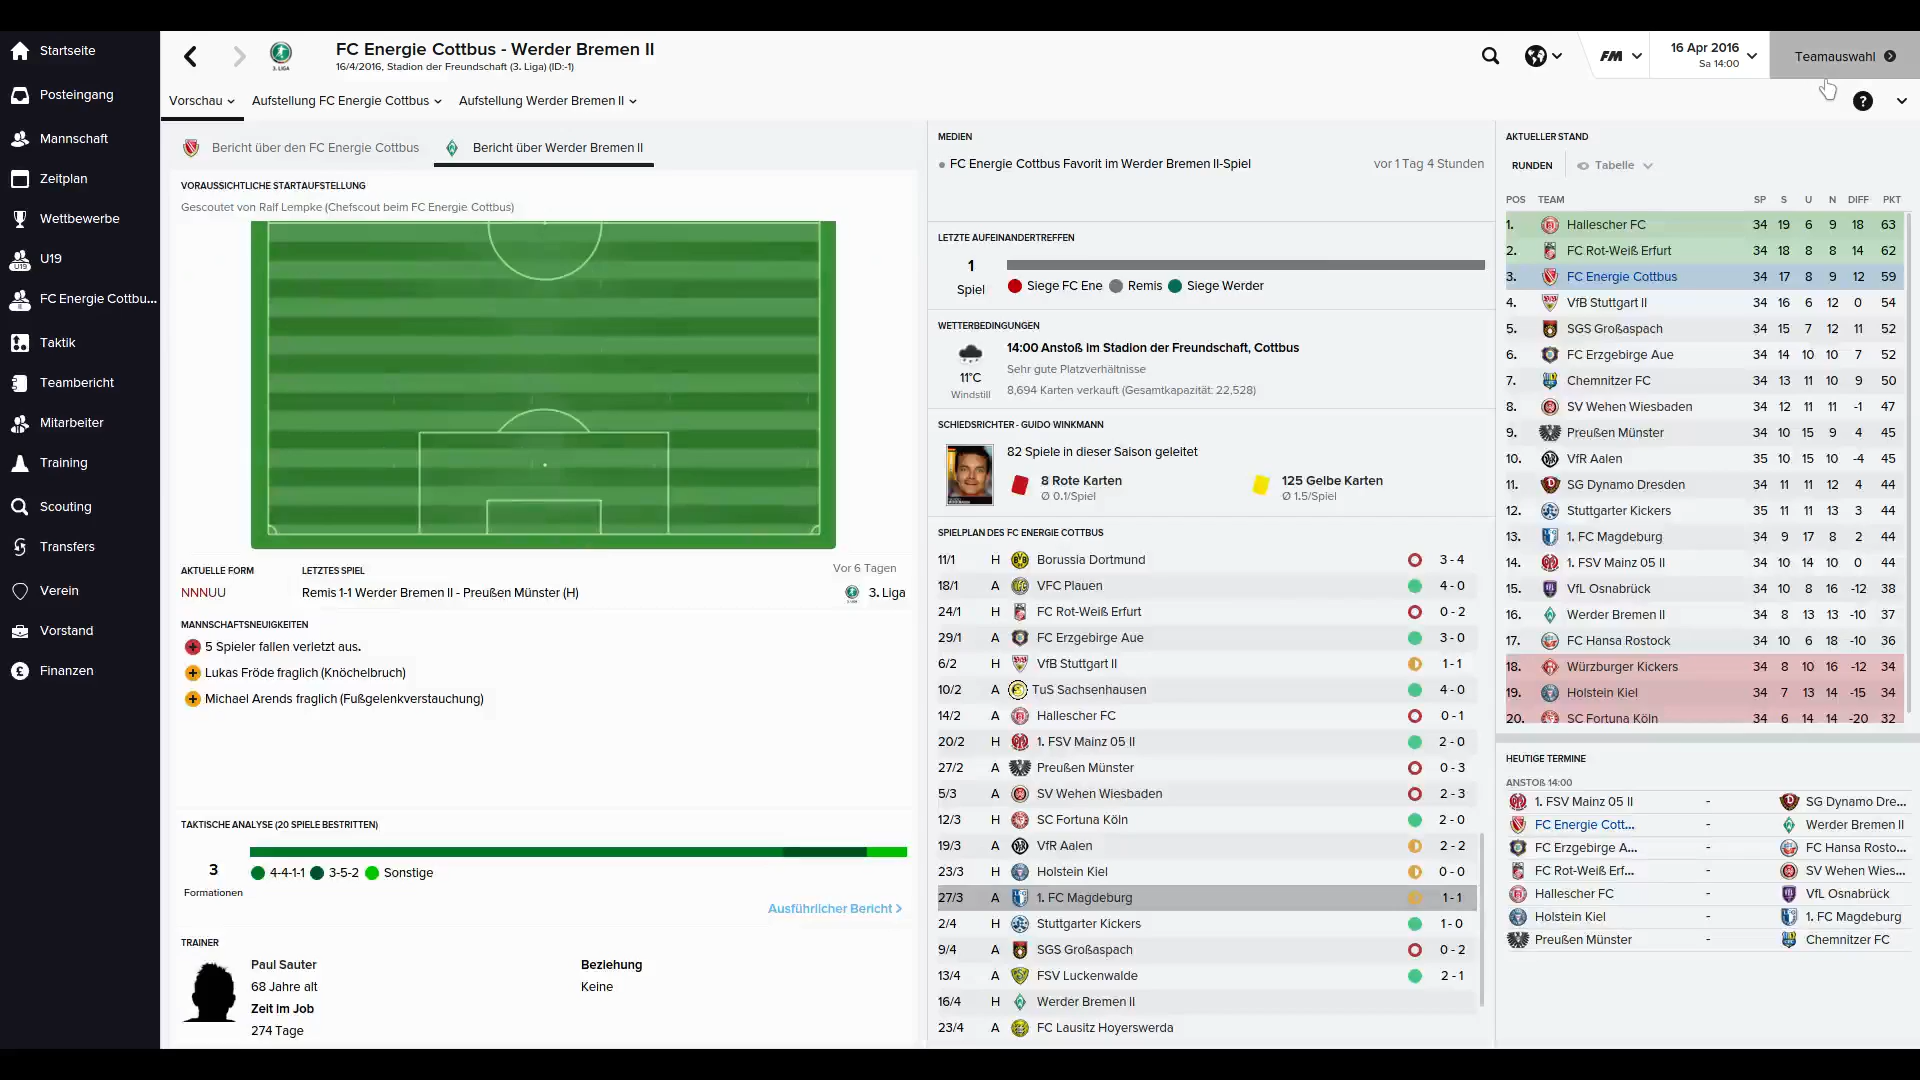 Startseite
Posteingang
Mannschaft
Zeitplan
Wettbewerbe
U19
U19
FC Energie Cottbu...
II
Taktik
Teambericht
Mitarbeiter
Training
Scouting
Transfers
Verein
Vorstand
Finanzen
3. LIGA
FC Energie Cottbus - Werder Bremen II
16/4/2016, Stadion der Freundschaft (3. Liga) (ID:-1)
FM
16 Apr 2016
Sa 14:00
Teamauswahl
Vorschau
Aufstellung FC Energie Cottbus
Aufstellung Werder Bremen II
?
Bericht über den FC Energie Cottbus
Bericht über Werder Bremen II
VORAUSSICHTLICHE STARTAUFSTELLUNG
Gescoutet von Ralf Lempke (Chefscout beim FC Energie Cottbus)
AKTUELLE FORM
LETZTES SPIEL
Vor 6 Tagen
NNNUU
Remis 1-1 Werder Bremen II - Preußen Münster (H)
3. Liga
MANNSCHAFTSNEUIGKEITEN
5 Spieler fallen verletzt aus.
Lukas Fröde fraglich (Knöchelbruch)
Michael Arends fraglich (Fußgelenkverstauchung)
TAKTISCHE ANALYSE (20 SPIELE BESTRITTEN)
3
Formationen
4-4-1-1
3-5-2
Sonstige
Ausführlicher Bericht >
TRAINER
Paul Sauter
68 Jahre alt
Zeit im Job
274 Tage
Beziehung
Keine
MEDIEN
FC Energie Cottbus Favorit im Werder Bremen II-Spiel
vor 1 Tag 4 Stunden
LETZTE AUFEINANDERTREFFEN
1
Spiel
Siege FC Ene
Remis
Siege Werder
WETTERBEDINGUNGEN
11°C
Windstill
14:00 Anstoß im Stadion der Freundschaft, Cottbus
Sehr gute Platzverhältnisse
8,694 Karten verkauft (Gesamtkapazität: 22,528)
SCHIEDSRICHTER - GUIDO WINKMANN
82 Spiele in dieser Saison geleitet
8 Rote Karten
Ø 0.1/Spiel
125 Gelbe Karten
Ø 1.5/Spiel
SPIELPLAN DES FC ENERGIE COTTBUS
11/1 H Borussia Dortmund 3 - 4
18/1 A VFC Plauen 4 - 0
24/1 H FC Rot-Weiß Erfurt 0 - 2
29/1 A FC Erzgebirge Aue 3 - 0
6/2 H VfB Stuttgart II 1 - 1
10/2 A TuS Sachsenhausen 4 - 0
14/2 A Hallescher FC 0 - 1
20/2 H 1. FSV Mainz 05 II 2 - 0
27/2 A Preußen Münster 0 - 3
5/3 A SV Wehen Wiesbaden 2 - 3
12/3 H SC Fortuna Köln 2 - 0
19/3 A VfR Aalen 2 - 2
23/3 H Holstein Kiel 0 - 0
27/3 A 1. FC Magdeburg 1 - 1
2/4 H Stuttgarter Kickers 1 - 0
9/4 A SGS Großaspach 0 - 2
13/4 A FSV Luckenwalde 2 - 1
16/4 H Werder Bremen II
23/4 A FC Lausitz Hoyerswerda
AKTUELLER STAND
RUNDEN
Tabelle
POS TEAM SP S U N DIFF PKT
1. Hallescher FC 34 19 6 9 18 63
2. FC Rot-Weiß Erfurt 34 18 8 8 14 62
3. FC Energie Cottbus 34 17 8 9 12 59
4. VfB Stuttgart II 34 16 6 12 0 54
5. SGS Großaspach 34 15 7 12 11 52
6. FC Erzgebirge Aue 34 14 10 10 7 52
7. Chemnitzer FC 34 13 11 10 9 50
8. SV Wehen Wiesbaden 34 12 11 11 -1 47
9. Preußen Münster 34 10 15 9 4 45
10. VfR Aalen 35 10 15 10 -4 45
11. SG Dynamo Dresden 34 11 11 12 4 44
12. Stuttgarter Kickers 35 11 11 13 3 44
13. 1. FC Magdeburg 34 9 17 8 2 44
14. 1. FSV Mainz 05 II 34 10 14 10 0 44
15. VfL Osnabrück 34 10 8 16 -12 38
16. Werder Bremen II 34 8 13 13 -10 37
17. FC Hansa Rostock 34 10 6 18 -10 36
18. Würzburger Kickers 34 8 10 16 -12 34
19. Holstein Kiel 34 7 13 14 -15 34
20. SC Fortuna Köln 34 6 14 14 -20 32
HEUTIGE TERMINE
ANSTOß 14:00
1. FSV Mainz 05 II - SG Dynamo Dre...
FC Energie Cott... - Werder Bremen II
FC Erzgebirge A... - FC Hansa Rosto...
FC Rot-Weiß Erf... - SV Wehen Wies...
Hallescher FC - VfL Osnabrück
Holstein Kiel - 1. FC Magdeburg
Preußen Münster - Chemnitzer FC